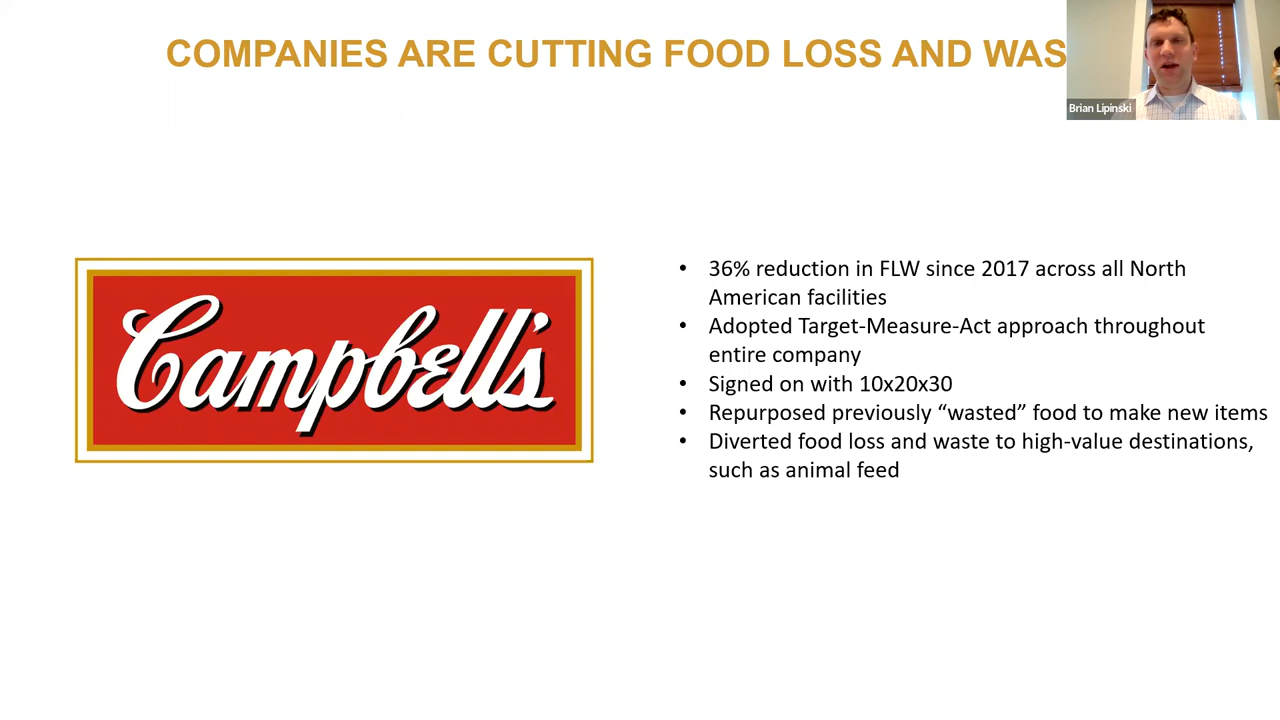 COMPANIES ARE CUTTING FOOD LOSS AND WAS
Brian Lipinski
Campbell's
• 36% reduction in FLW since 2017 across all North
American facilities
• Adopted Target-Measure-Act approach throughout
entire company
• Signed on with 10x20x30
• Repurposed previously “wasted” food to make new items
• Diverted food loss and waste to high-value destinations,
such as animal feed